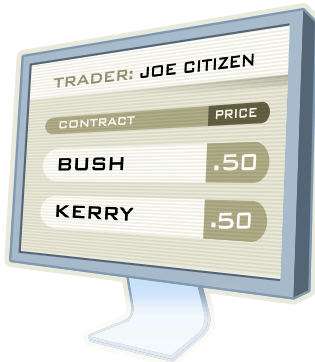 TRADER: JOE CITIZEN
CONTRACT PRICE
BUSH .50
KERRY .50